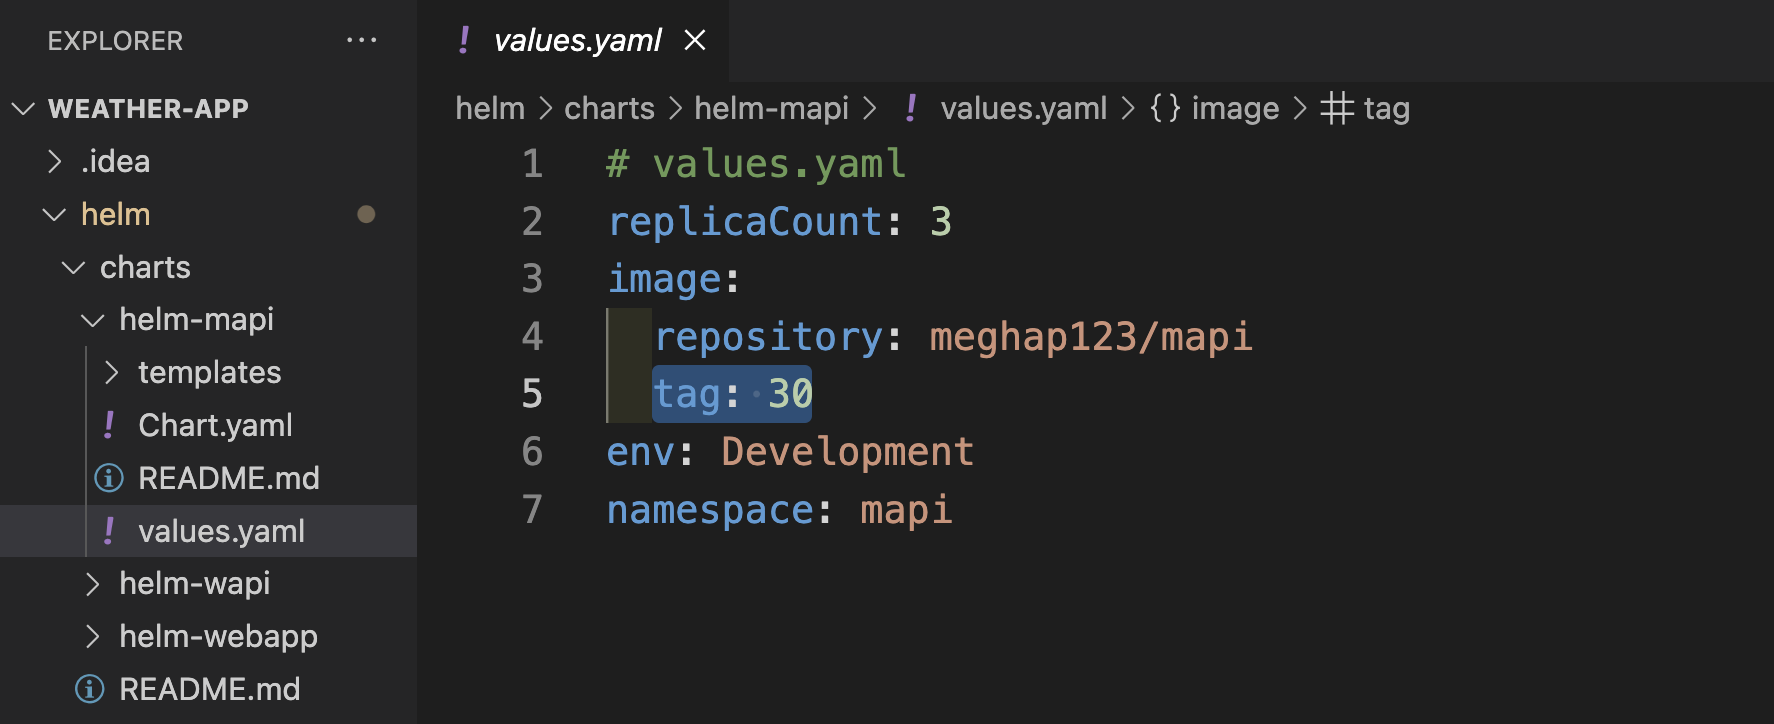 EXPLORER ...
WEATHER-APP
.idea
helm
charts
helm-mapi
templates
! Chart.yaml
README.md
! values.yaml
helm-wapi
helm-webapp
README.md
! values.yaml ×
helm > charts > helm-mapi > ! values.yaml > {} image > # tag
1 # values.yaml
2 replicaCount: 3
3 image:
4 repository: meghap123/mapi
5 tag: 30
6 env: Development
7 namespace: mapi